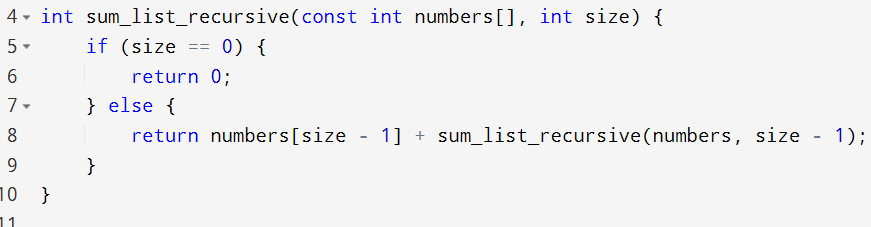 4 int sum_list_recursive(const int numbers[], int size) {
5     if (size == 0) {
6         return 0;
7     } else {
8         return numbers[size - 1] + sum_list_recursive(numbers, size - 1);
9     }
10 }
11